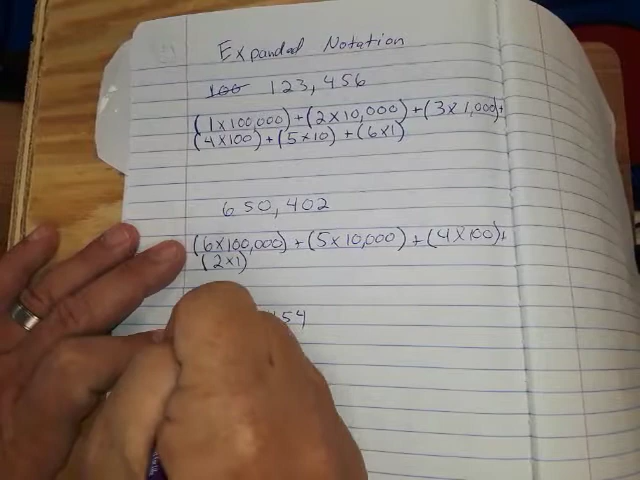 Expanded Notation
100 123,456
(1x100,000)+(2x10,000)+(3x1,000)+
(4x100)+(5x10)+(6x1)
650,402
(6x100,000)+(5x10,000)+(4x100)+
(2x1)